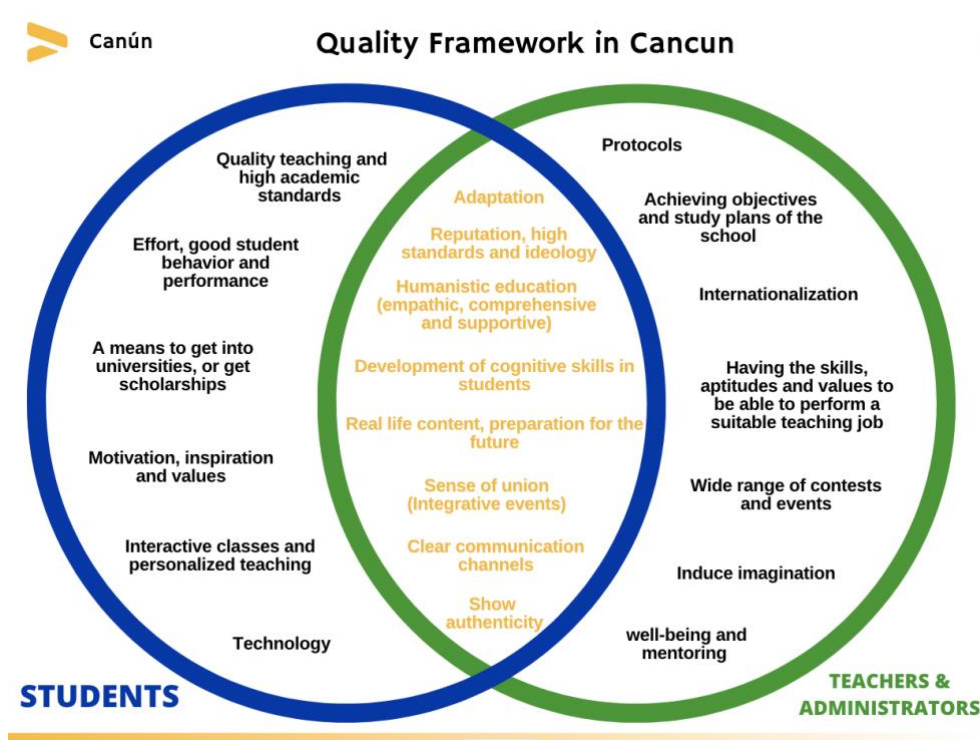 Canún
Quality Framework in Cancun
Quality teaching and
high academic
standards
Effort, good student
behavior and
performance
A means to get into
universities, or get
scholarships
Motivation, inspiration
and values
Interactive classes and
personalized teaching
Technology
STUDENTS
Adaptation
Reputation, high
standards and ideology
Humanistic education
(empathic, comprehensive
and supportive)
Development of cognitive skills in
students
Real life content, preparation for the
future
Sense of union
(Integrative events)
Clear communication
channels
Show
authenticity
Protocols
Achieving objectives
and study plans of the
school
Internationalization
Having the skills,
aptitudes and values to
be able to perform a
suitable teaching job
Wide range of contests
and events
Induce imagination
well-being and
mentoring
TEACHERS &
ADMINISTRATORS